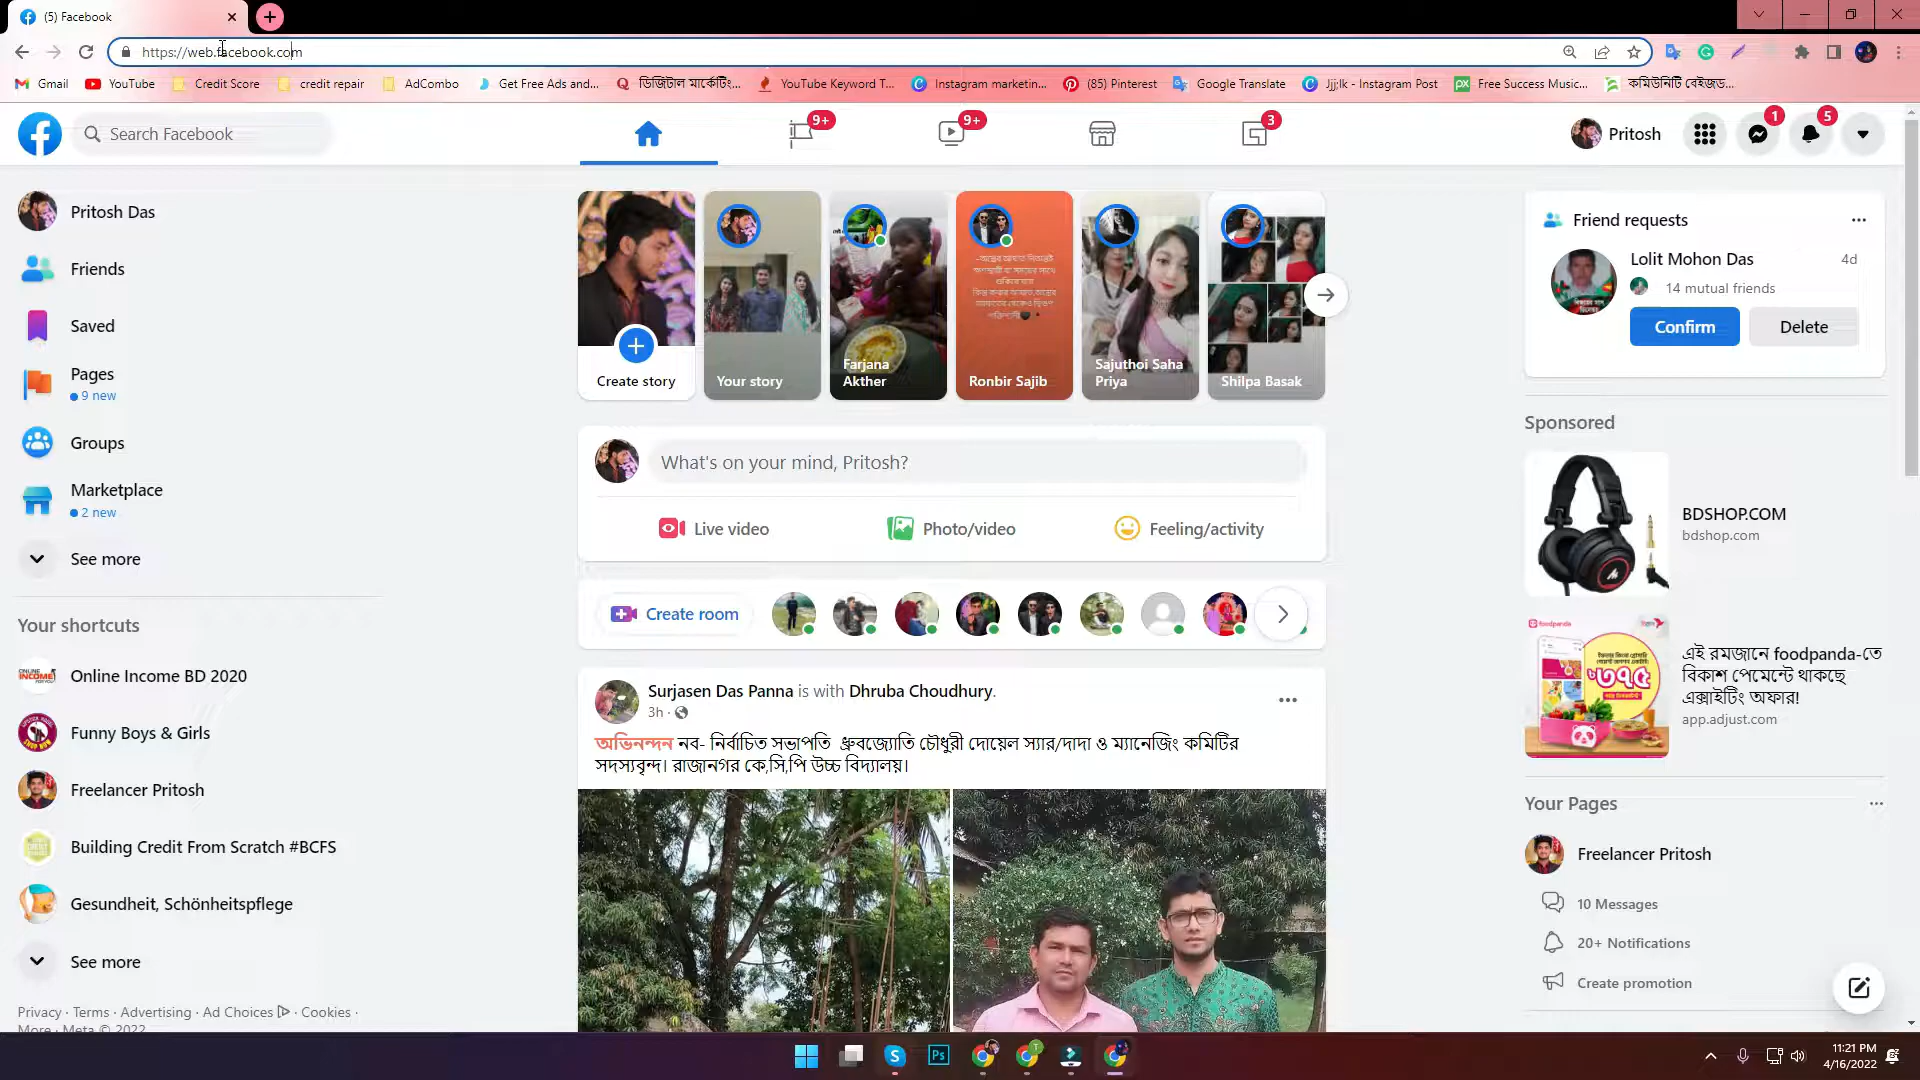 (5) Facebook
https://web.facebook.com
Gmail
YouTube
Credit Score
credit repair
AdCombo
Get Free Ads and...
ডিজিটাল মার্কেটিং...
YouTube Keyword T...
Instagram marketin...
(85) Pinterest
Google Translate
Jjj;lk - Instagram Post
Free Success Music...
কমিউনিটি বেইজড...
Search Facebook
9+
9+
3
Pritosh
1
5
Pritosh Das
Friends
Saved
Pages
9 new
Groups
Marketplace
2 new
See more
Your shortcuts
Online Income BD 2020
Funny Boys & Girls
Freelancer Pritosh
Building Credit From Scratch #BCFS
Gesundheit, Schönheitspflege
See more
Privacy · Terms · Advertising · Ad Choices · Cookies ·
More · Meta © 2022
Create story
Your story
Farjana
Akther
Ronbir Sajib
Sajuthoi Saha
Priya
Shilpa Basak
What's on your mind, Pritosh?
Live video
Photo/video
Feeling/activity
Create room
Surjasen Das Panna is with Dhruba Choudhury.
3h ·
অভিনন্দন নব- নির্বাচিত সভাপতি ধ্রুবজ্যোতি চৌধুরী দোয়েল স্যার/দাদা ও ম্যানেজিং কমিটির
সদস্যবৃন্দ। রাজানগর কে,সি,পি উচ্চ বিদ্যালয়।
Friend requests
Lolit Mohon Das
4d
14 mutual friends
Confirm
Delete
Sponsored
BDSHOP.COM
bdshop.com
foodpanda
৳৩৭৫
এই রমজানে foodpanda-তে
বিকাশ পেমেন্টে থাকছে
এক্সাইটিং অফার!
app.adjust.com
Your Pages
Freelancer Pritosh
10 Messages
20+ Notifications
Create promotion
Ps
11:21 PM
4/16/2022